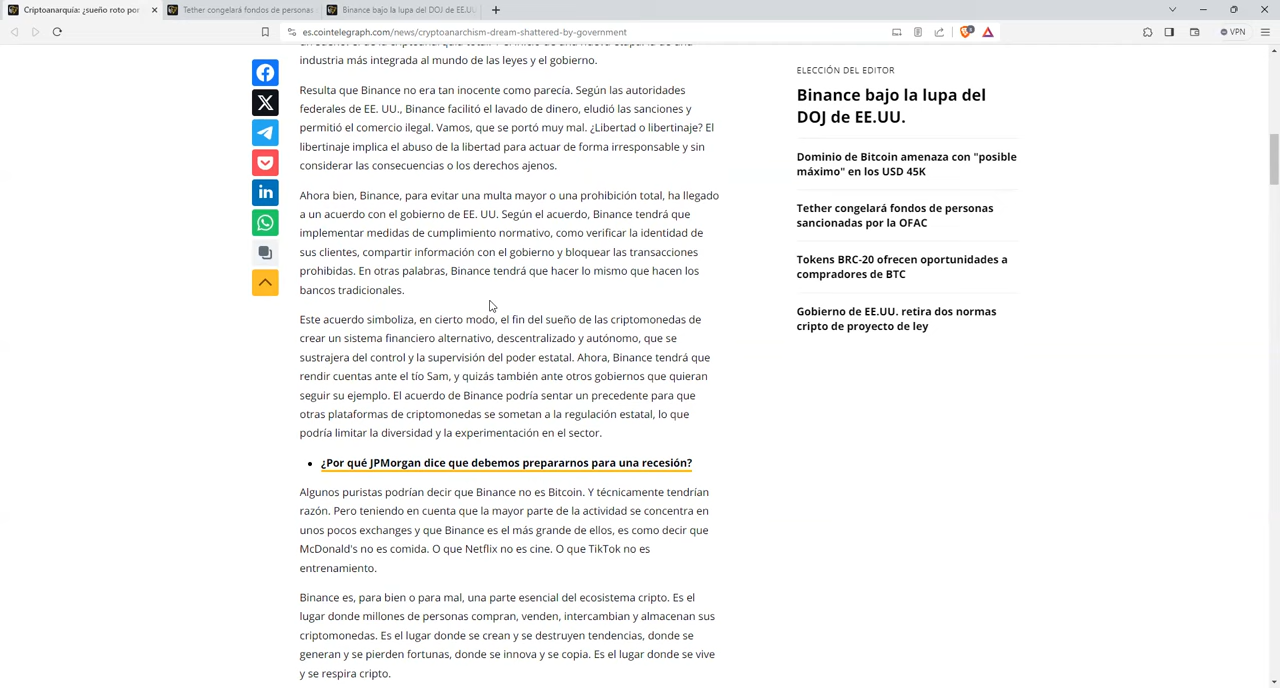 Criptoanarquía: ¿sueño roto por
Tether congelará fondos de personas
Binance bajo la lupa del DOJ de EE.UU.
es.cointelegraph.com/news/cryptoanarchism-dream-shattered-by-government
VPN
industria más integrada al mundo de las leyes y el gobierno.
Resulta que Binance no era tan inocente como parecía. Según las autoridades
federales de EE. UU., Binance facilitó el lavado de dinero, eludió las sanciones y
permitió el comercio ilegal. Vamos, que se portó muy mal. ¿Libertad o libertinaje? El
libertinaje implica el abuso de la libertad para actuar de forma irresponsable y sin
considerar las consecuencias o los derechos ajenos.
Ahora bien, Binance, para evitar una multa mayor o una prohibición total, ha llegado
a un acuerdo con el gobierno de EE. UU. Según el acuerdo, Binance tendrá que
implementar medidas de cumplimiento normativo, como verificar la identidad de
sus clientes, compartir información con el gobierno y bloquear las transacciones
prohibidas. En otras palabras, Binance tendrá que hacer lo mismo que hacen los
bancos tradicionales.
Este acuerdo simboliza, en cierto modo, el fin del sueño de las criptomonedas de
crear un sistema financiero alternativo, descentralizado y autónomo, que se
sustrajera del control y la supervisión del poder estatal. Ahora, Binance tendrá que
rendir cuentas ante el tío Sam, y quizás también ante otros gobiernos que quieran
seguir su ejemplo. El acuerdo de Binance podría sentar un precedente para que
otras plataformas de criptomonedas se sometan a la regulación estatal, lo que
podría limitar la diversidad y la experimentación en el sector.
¿Por qué JPMorgan dice que debemos prepararnos para una recesión?
Algunos puristas podrían decir que Binance no es Bitcoin. Y técnicamente tendrían
razón. Pero teniendo en cuenta que la mayor parte de la actividad se concentra en
unos pocos exchanges y que Binance es el más grande de ellos, es como decir que
McDonald's no es comida. O que Netflix no es cine. O que TikTok no es
entrenamiento.
Binance es, para bien o para mal, una parte esencial del ecosistema cripto. Es el
lugar donde millones de personas compran, venden, intercambian y almacenan sus
criptomonedas. Es el lugar donde se crean y se destruyen tendencias, donde se
generan y se pierden fortunas, donde se innova y se copia. Es el lugar donde se vive
y se respira cripto.
ELECCIÓN DEL EDITOR
Binance bajo la lupa del
DOJ de EE.UU.
Dominio de Bitcoin amenaza con "posible
máximo" en los USD 45K
Tether congelará fondos de personas
sancionadas por la OFAC
Tokens BRC-20 ofrecen oportunidades a
compradores de BTC
Gobierno de EE.UU. retira dos normas
cripto de proyecto de ley